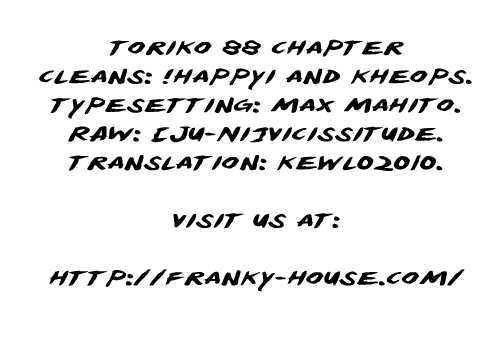 TORIKO 88 CHAPTER
CLEANS: !HAPPY! AND KHEOPS.
TYPESETTING: MAX MAHITO.
RAW: [JU-NI]VICISSITUDE.
TRANSLATION: KEWL02010.
VISIT US AT:
HTTP://FRANKY-HOUSE.COM/